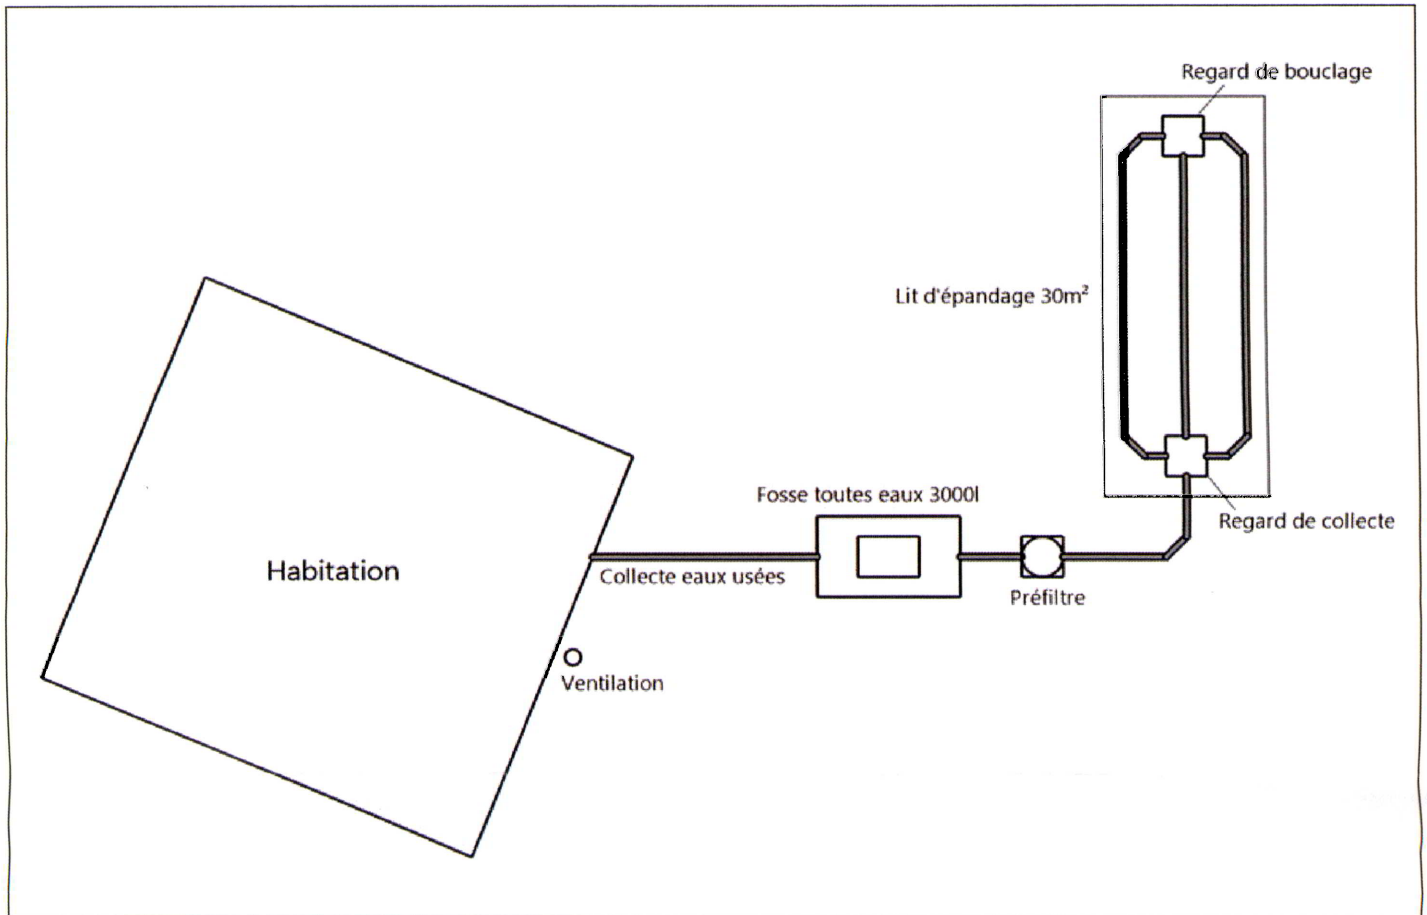 Regard de bouclage
Lit d'épandage 30m²
Fosse toutes eaux 3000l
Regard de collecte
Habitation
Collecte eaux usées
Préfiltre
Ventilation